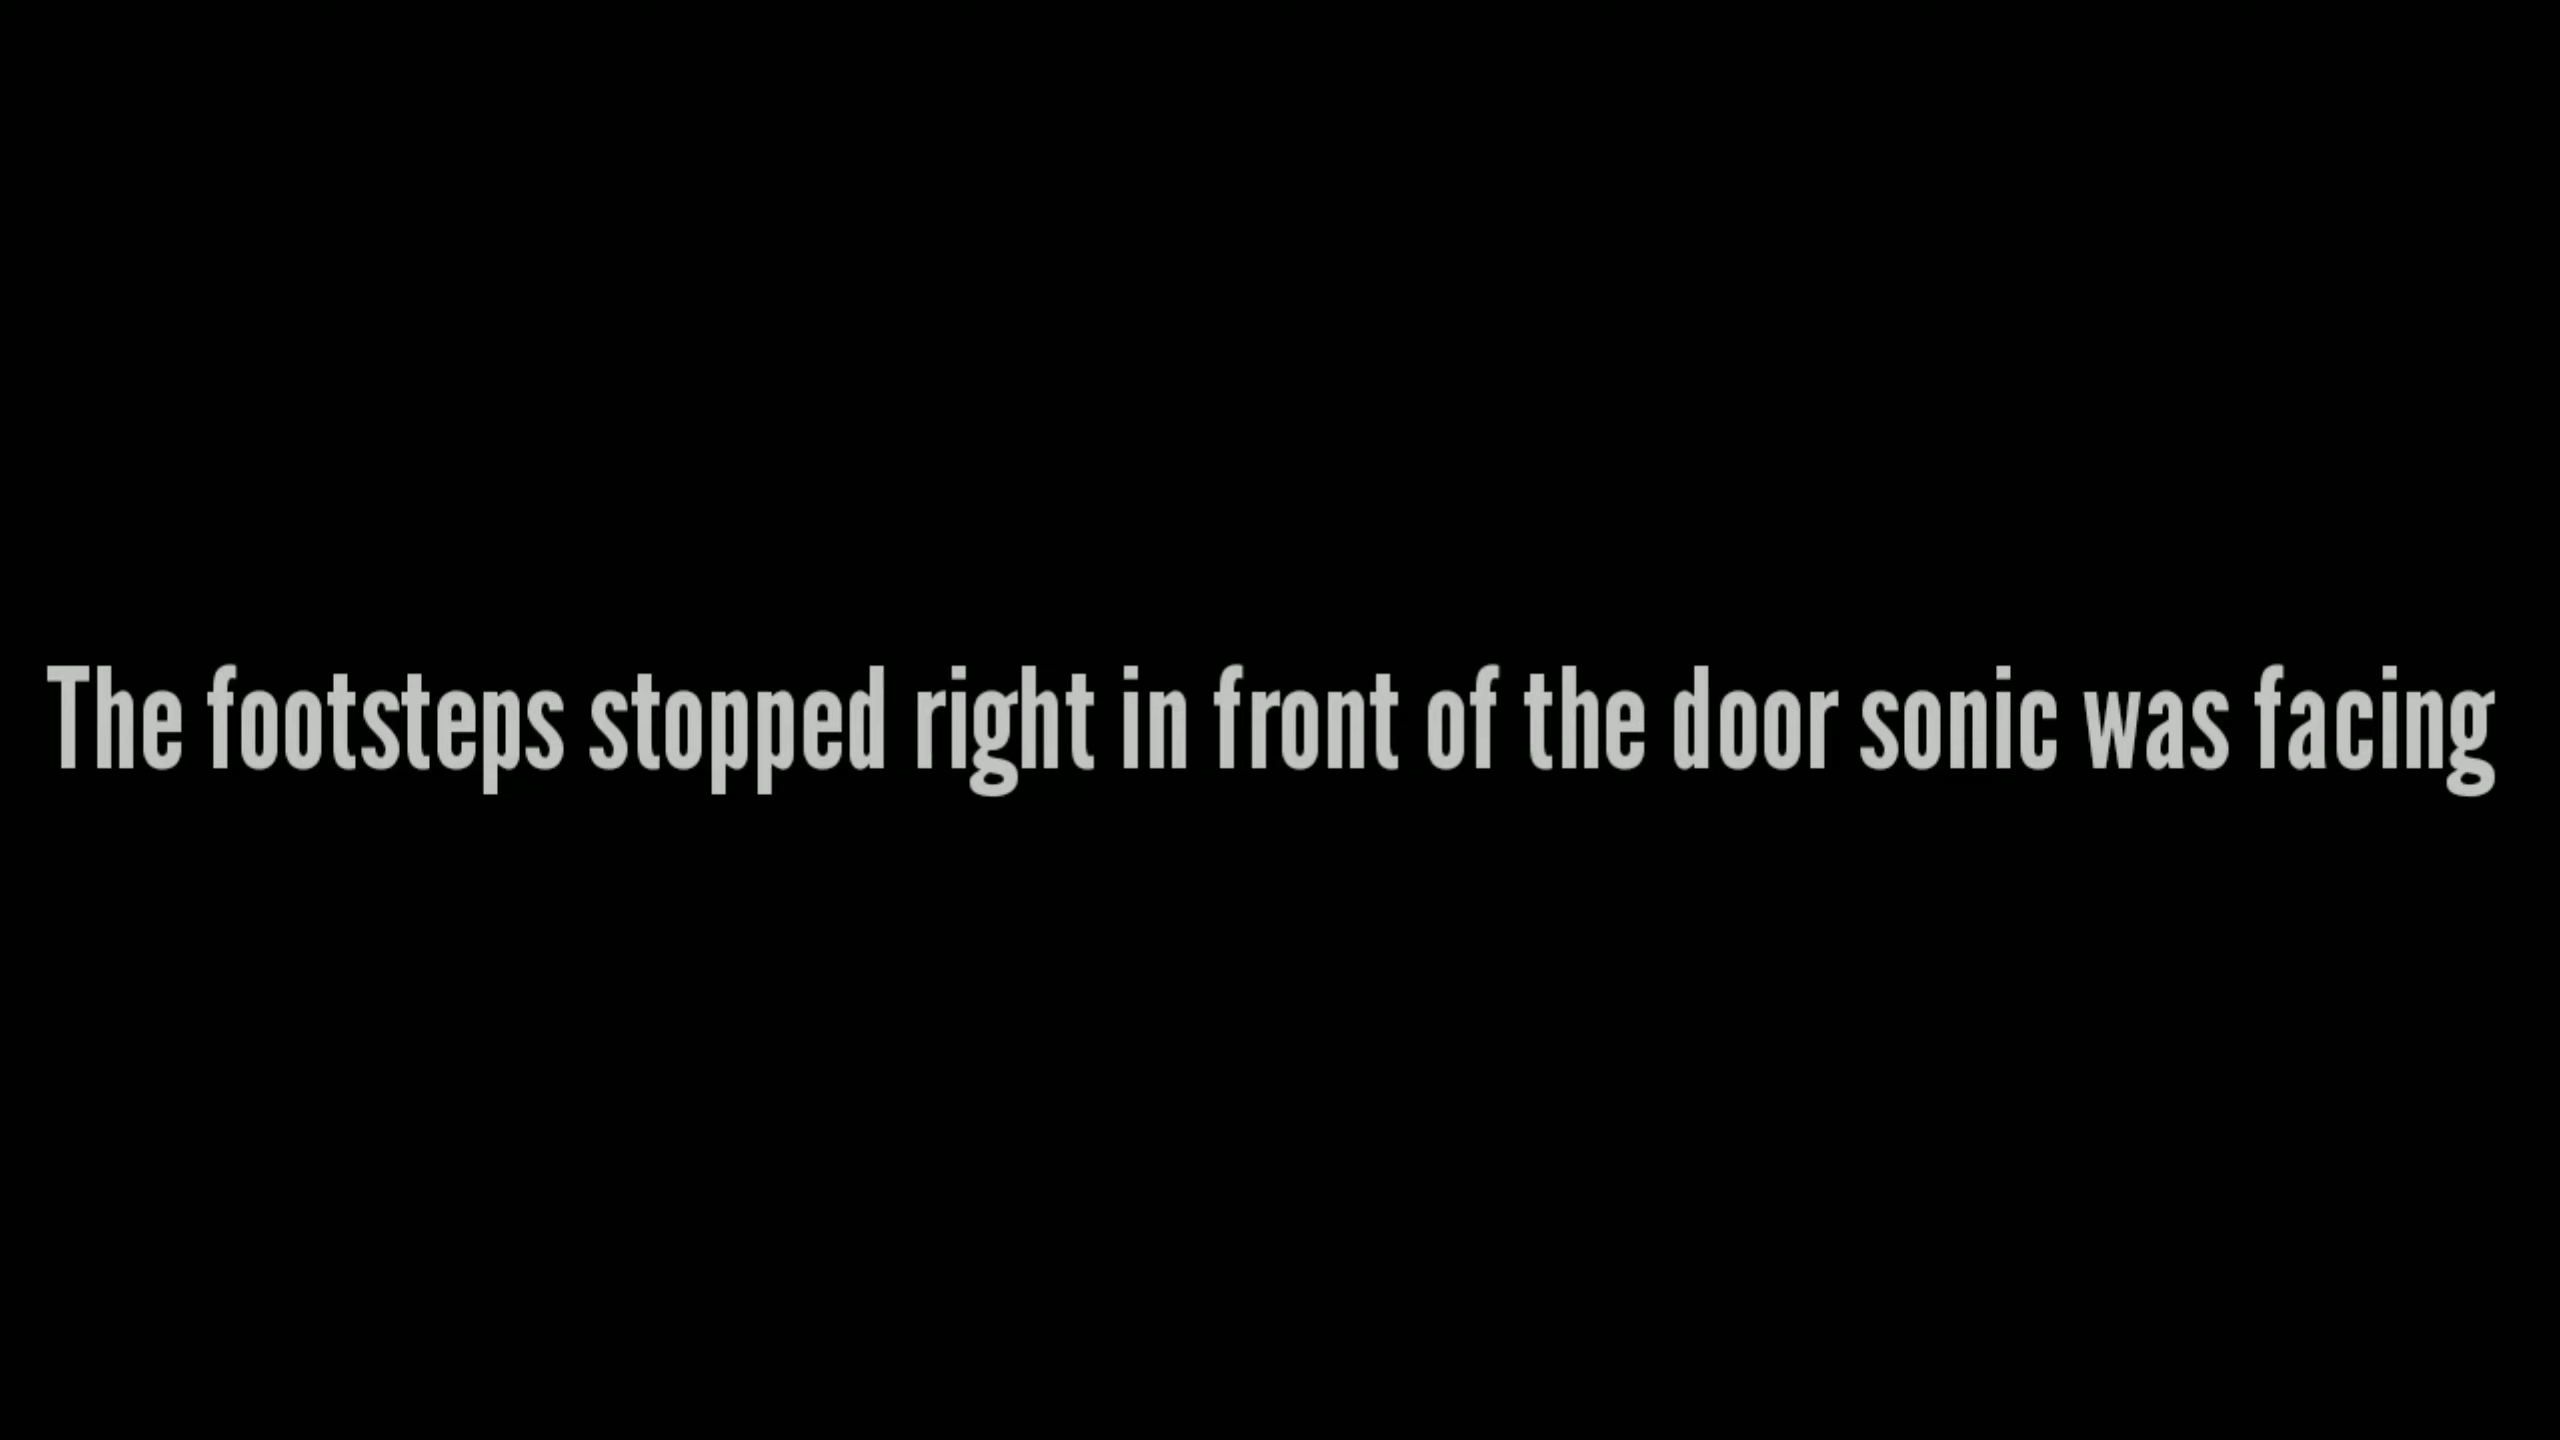 The footsteps stopped right in front of the door sonic was facing